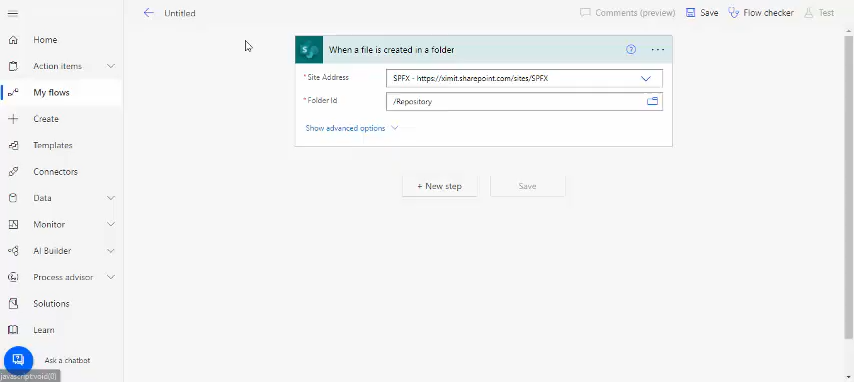 Untitled
Comments (preview)
Save
Flow checker
Test
Home
Action items
My flows
Create
Templates
Connectors
Data
Monitor
AI Builder
Process advisor
Solutions
Learn
Ask a chatbot
javascript:void(0)
S
When a file is created in a folder
* Site Address
SPFX - https://ximit.sharepoint.com/sites/SPFX
* Folder Id
/Repository
Show advanced options
+ New step
Save